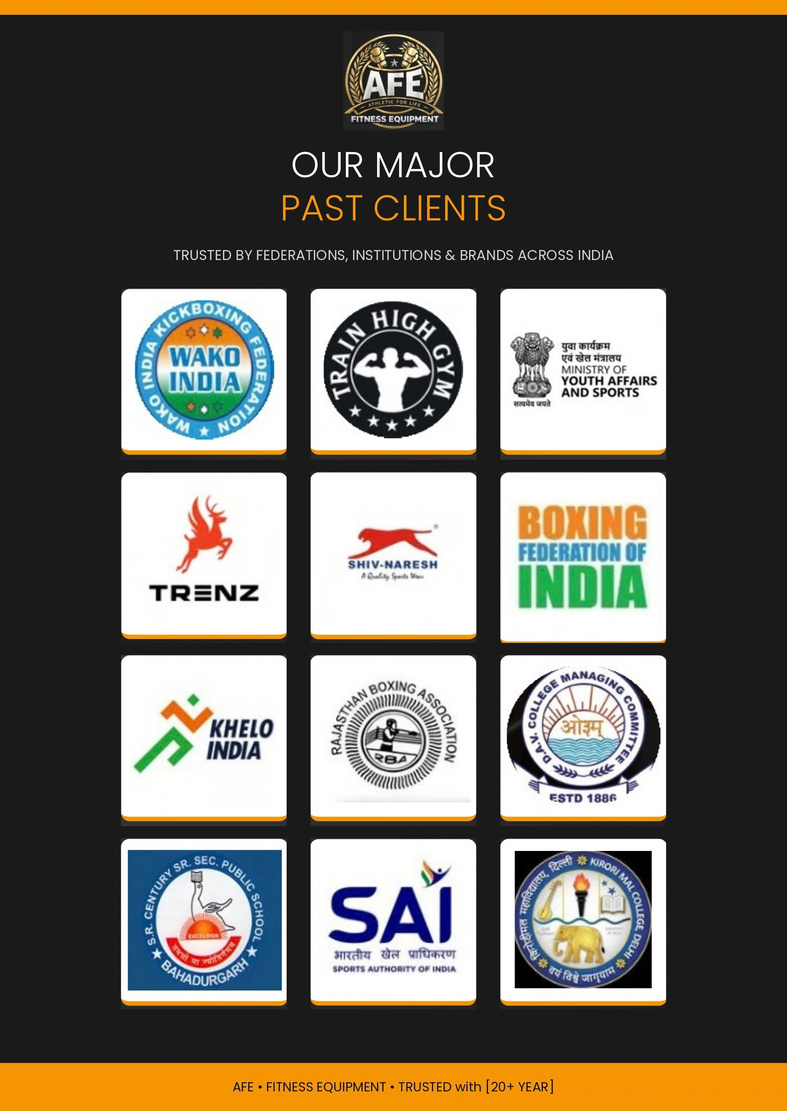 AFE
ATHLETIC FOR LIFE
FITNESS EQUIPMENT
OUR MAJOR
PAST CLIENTS
TRUSTED BY FEDERATIONS, INSTITUTIONS & BRANDS ACROSS INDIA
WAKO INDIA KICKBOXING FEDERATION
WAKO
INDIA
TRAIN HIGH GYM
युवा कार्यक्रम
एवं खेल मंत्रालय
MINISTRY OF
YOUTH AFFAIRS
AND SPORTS
सत्यमेव जयते
TRENZ
SHIV-NARESH
A Quality Sports Wear
BOXING
FEDERATION OF
INDIA
KHELO
INDIA
RAJASTHAN BOXING ASSOCIATION
RBA
D.A.V. COLLEGE MANAGING COMMITTEE
ओ३म्
ESTD 1886
S.R. CENTURY SR. SEC. PUBLIC SCHOOL
EXCELSIOR
तमसो मा ज्योतिर्गमय
BAHADURGARH
SAI
भारतीय खेल प्राधिकरण
SPORTS AUTHORITY OF INDIA
किरोड़ीमल महाविद्यालय, दिल्ली
KIRORI MAL COLLEGE DELHI
वयं विश्वे जागृयाम
AFE • FITNESS EQUIPMENT • TRUSTED with [20+ YEAR]